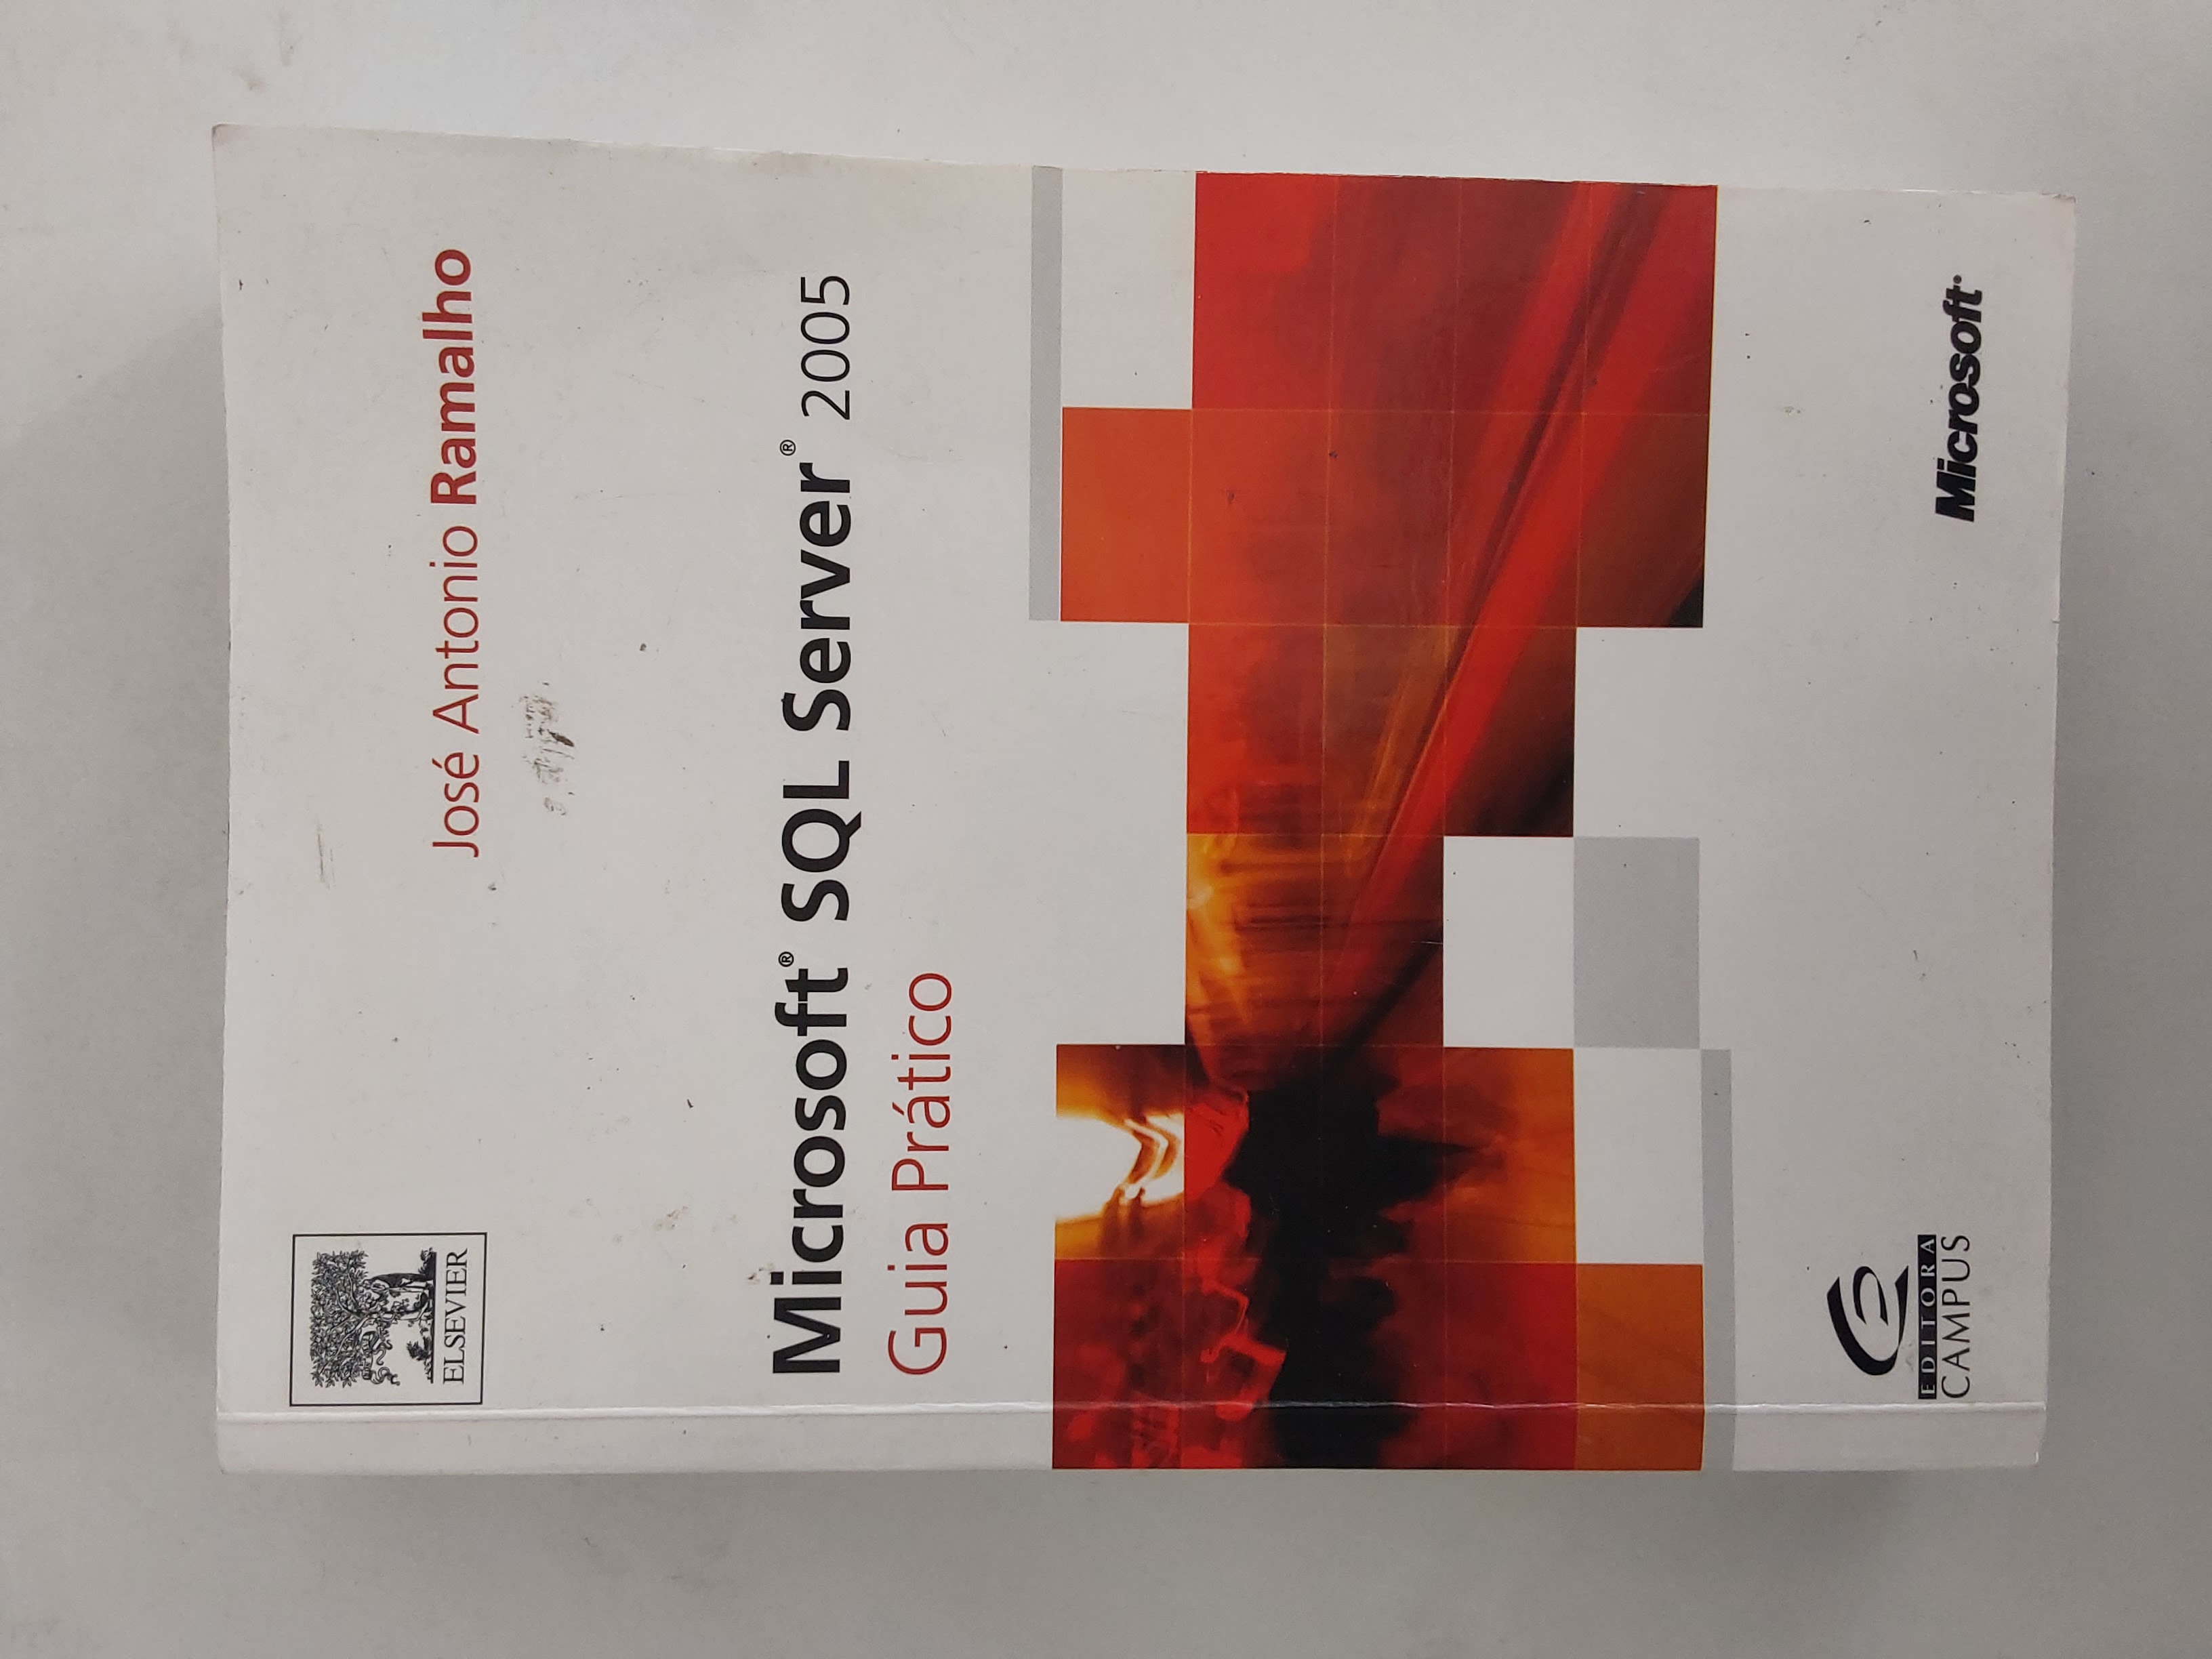 ELSEVIER
José Antonio Ramalho
Microsoft® SQL Server® 2005
Guia Prático
EDITORA
CAMPUS
Microsoft®